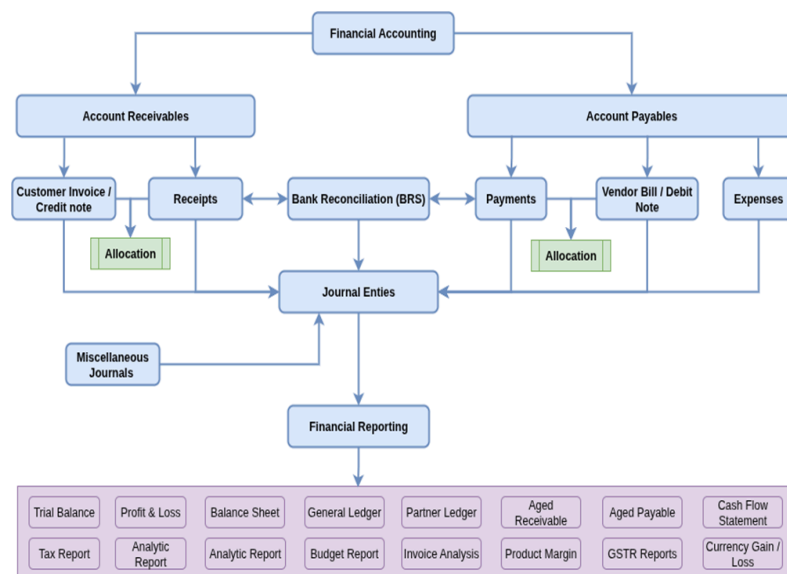 Financial Accounting
Account Receivables
Account Payables
Customer Invoice /
Credit note
Receipts
Bank Reconciliation (BRS)
Payments
Vendor Bill / Debit
Note
Expenses
Allocation
Allocation
Journal Enties
Miscellaneous
Journals
Financial Reporting
Trial Balance
Profit & Loss
Balance Sheet
General Ledger
Partner Ledger
Aged
Receivable
Aged Payable
Cash Flow
Statement
Tax Report
Analytic
Report
Analytic Report
Budget Report
Invoice Analysis
Product Margin
GSTR Reports
Currency Gain /
Loss